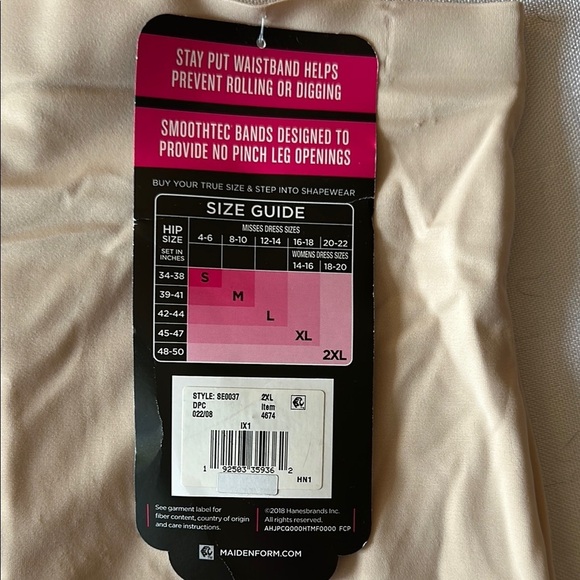 STAY PUT WAISTBAND HELPS
PREVENT ROLLING OR DIGGING
SMOOTHTEC BANDS DESIGNED TO
PROVIDE NO PINCH LEG OPENINGS
BUY YOUR TRUE SIZE & STEP INTO SHAPEWEAR
SIZE GUIDE
HIP SIZE SET IN INCHES
MISSES DRESS SIZES
4-6 8-10 12-14 16-18 20-22
WOMENS DRESS SIZES
14-16 18-20
34-38 S
39-41 M
42-44 L
45-47 XL
48-50 2XL
STYLE: SE0037 2XL
DPC Item
022/08 4674
IX1
1 92503 35936 2
HN1
See garment label for
fiber content, country of origin
and care instructions.
©2018 Hanesbrands Inc.
All rights reserved.
AHJPCQ000HTMF0000 FCP
MAIDENFORM.COM